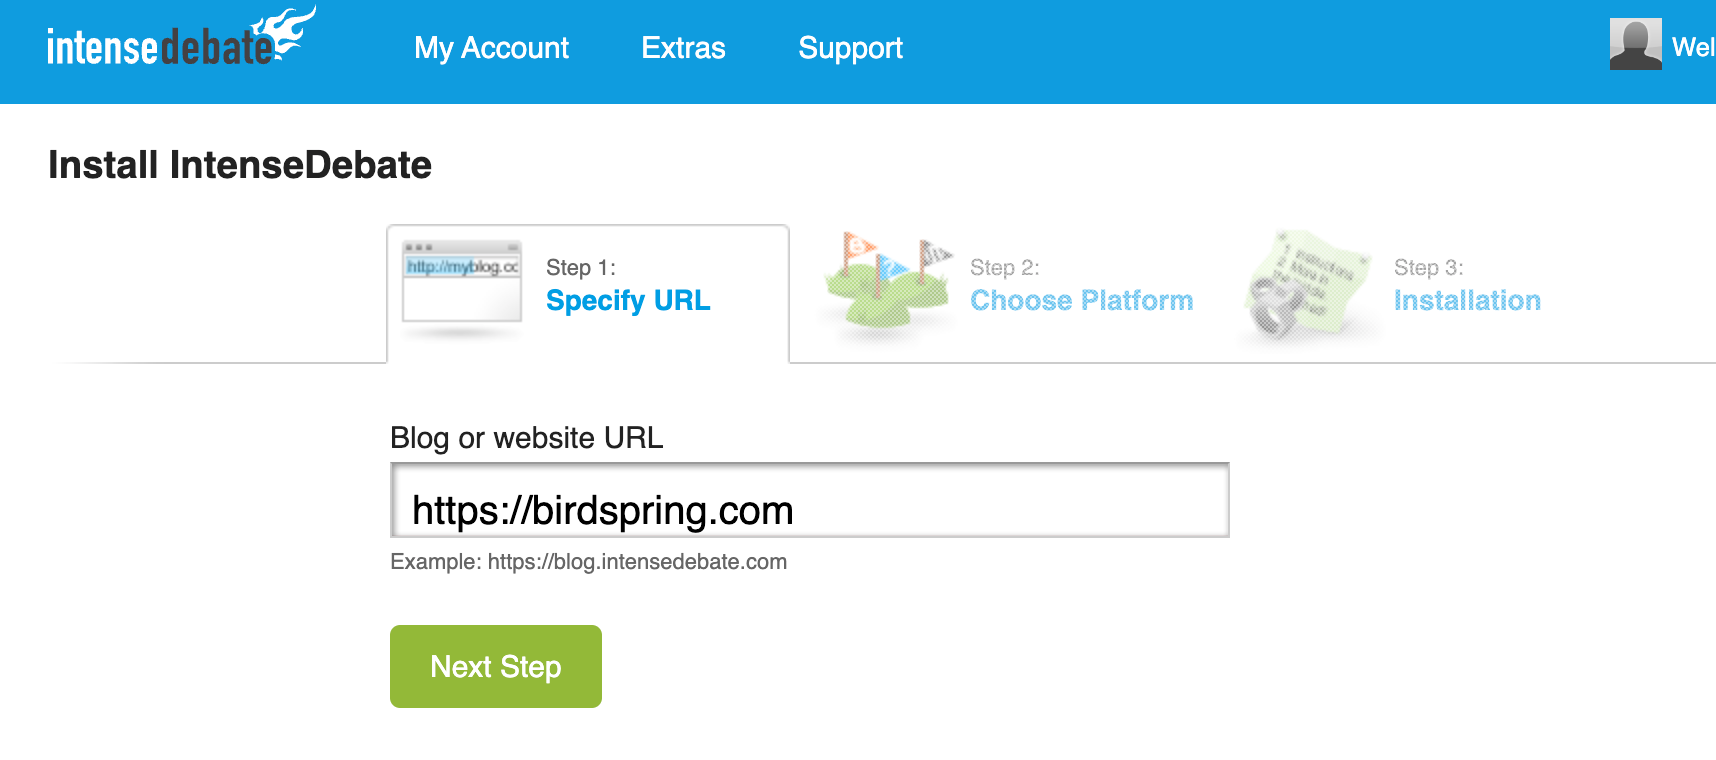 intensedebate
My Account
Extras
Support
Wel
Install IntenseDebate
http://myblog.cc
Step 1:
Specify URL
Step 2:
Choose Platform
Step 3:
Installation
Blog or website URL
https://birdspring.com
Example: https://blog.intensedebate.com
Next Step